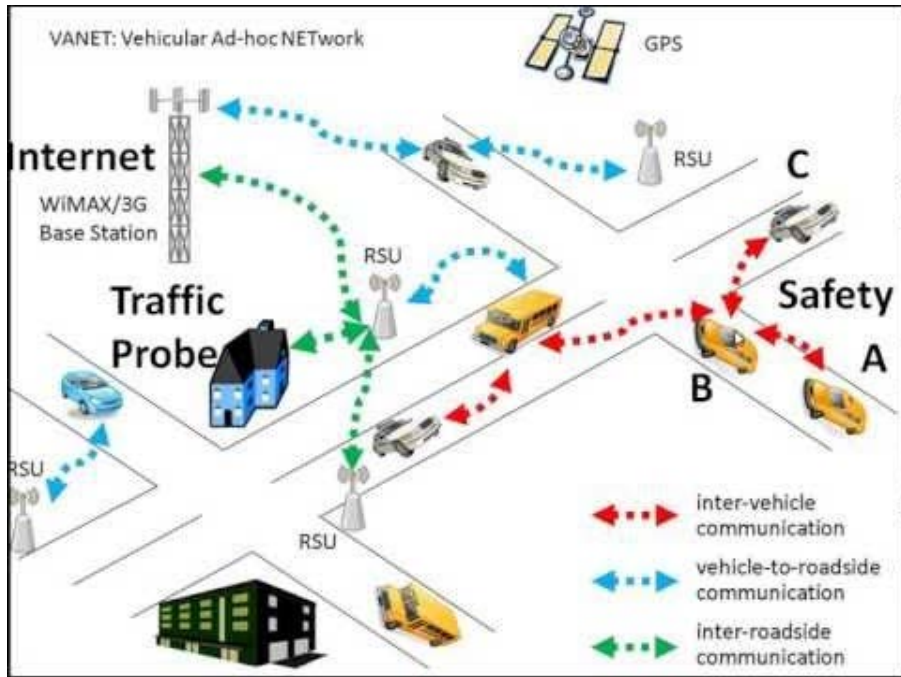 VANET: Vehicular Ad-hoc NETwork
GPS
Internet
WiMAX/3G
Base Station
RSU
C
RSU
Traffic
Probe
Safety
A
B
RSU
RSU
inter-vehicle
communication
vehicle-to-roadside
communication
inter-roadside
communication